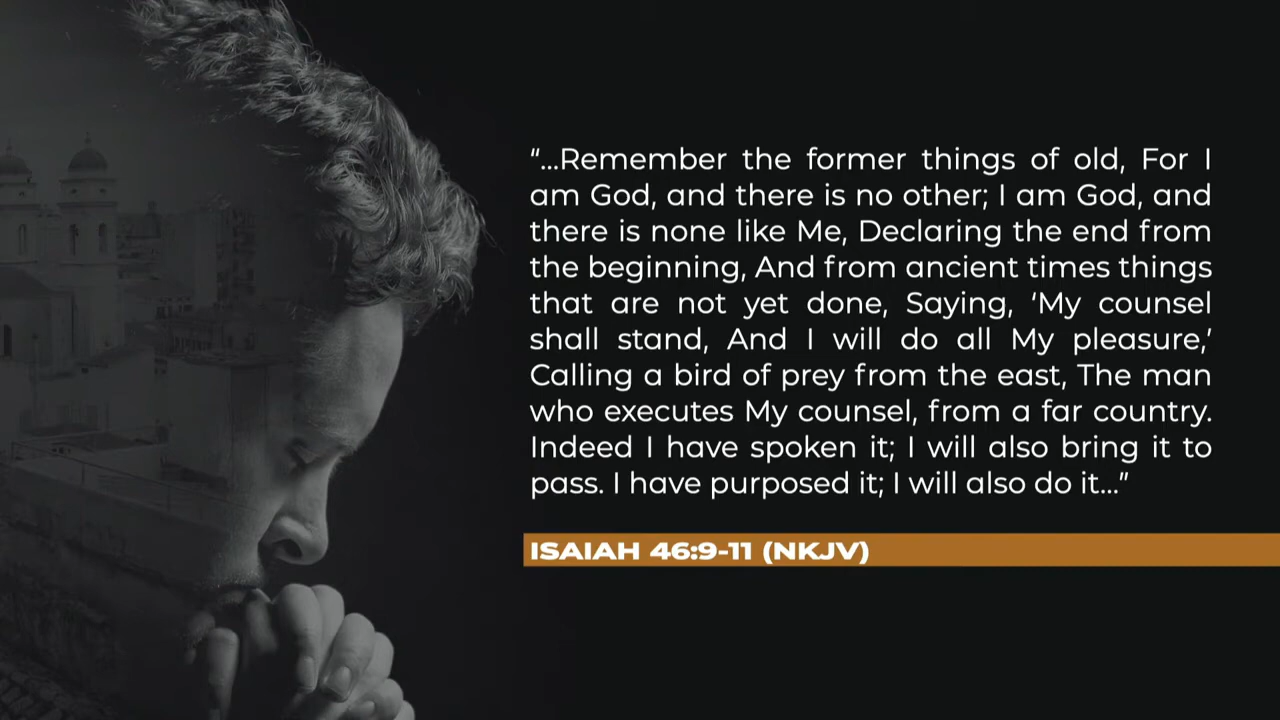 “...Remember the former things of old, For I
am God, and there is no other; I am God, and
there is none like Me, Declaring the end from
the beginning, And from ancient times things
that are not yet done, Saying, ‘My counsel
shall stand, And I will do all My pleasure,’
Calling a bird of prey from the east, The man
who executes My counsel, from a far country.
Indeed I have spoken it; I will also bring it to
pass. I have purposed it; I will also do it...”
ISAIAH 46:9-11 (NKJV)